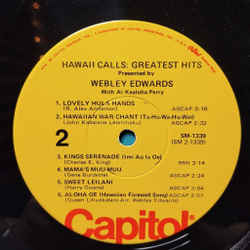 HAWAII CALLS: GREATEST HITS
Presented by
WEBLEY EDWARDS
With Al Kealoha Perry
SM-1339
(SM 2-1339)
2
1. LOVELY HULA HANDS
(R. Alex Anderson) ASCAP 3:16
2. HAWAIIAN WAR CHANT (Ta-Hu-Wa-Hu-Wai)
(John Kalapana Leleiohaku) ASCAP 2:32
3. KINGS SERENADE (Imi Au Ia Oe)
(Charles E. King) BMI 3:14
4. MAMA'S MUU MUU
(Gene Burdette) ASCAP 2:24
5. SWEET LEILANI
(Harry Owens) ASCAP 3:04
6. ALOHA OE (Hawaiian Farewell Song) ASCAP 2:57
(Queen Liliuokalani-Arr. Webley Edwards)
Capitol